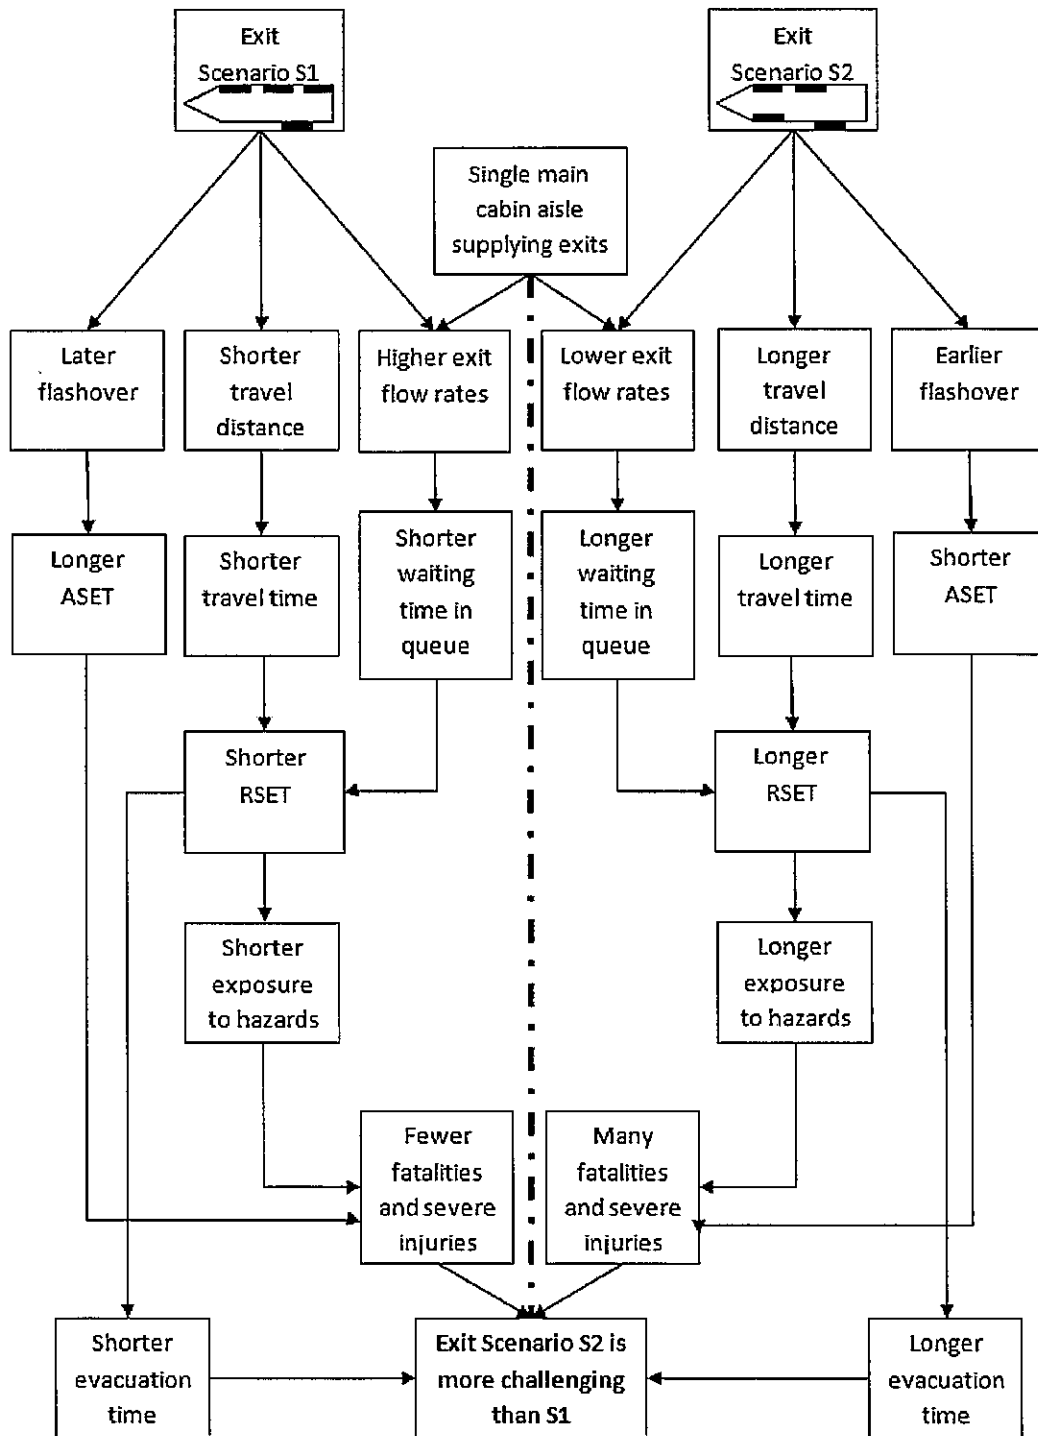 Exit
Scenario S1
Exit
Scenario S2
Single main
cabin aisle
supplying exits
Later
flashover
Shorter
travel
distance
Higher exit
flow rates
Lower exit
flow rates
Longer
travel
distance
Earlier
flashover
Longer
ASET
Shorter
travel time
Shorter
waiting
time in
queue
Longer
waiting
time in
queue
Longer
travel time
Shorter
ASET
Shorter
RSET
Longer
RSET
Shorter
exposure
to hazards
Longer
exposure
to hazards
Fewer
fatalities
and severe
injuries
Many
fatalities
and severe
injuries
Shorter
evacuation
time
Exit Scenario S2 is
more challenging
than S1
Longer
evacuation
time